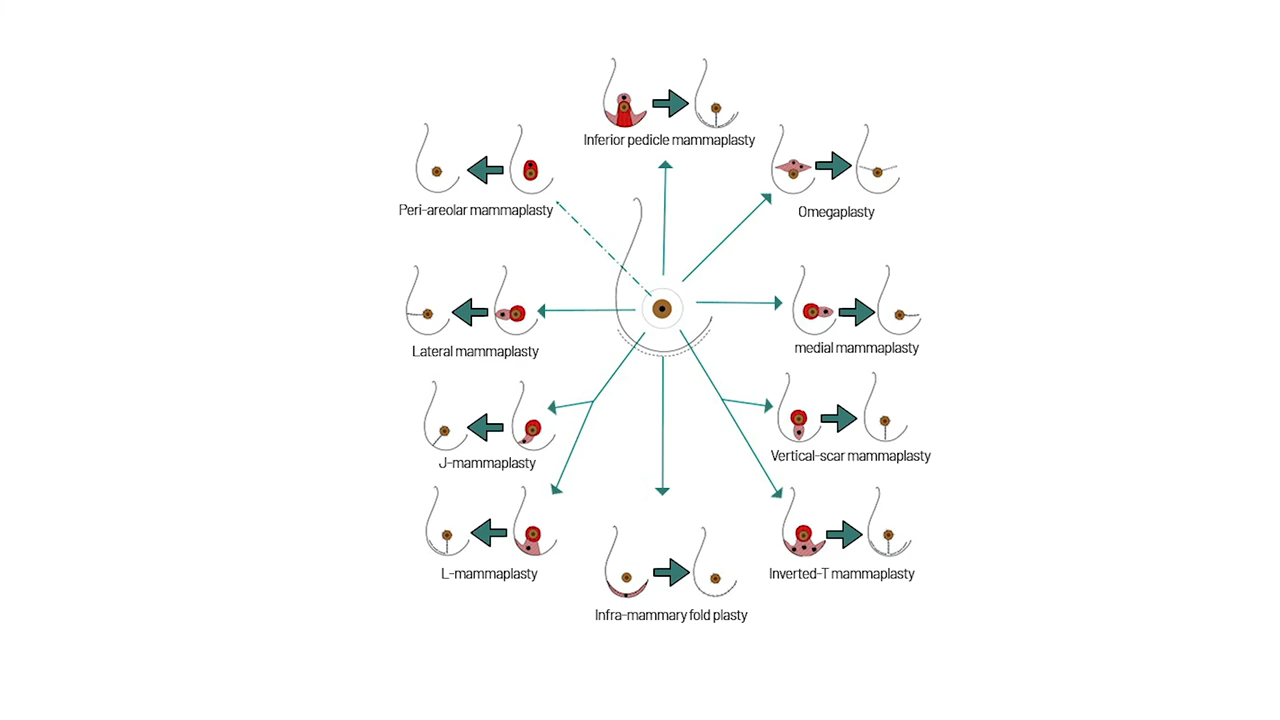 Inferior pedicle mammaplasty
Peri-areolar mammaplasty
Omegaplasty
Lateral mammaplasty
medial mammaplasty
J-mammaplasty
Vertical-scar mammaplasty
L-mammaplasty
Inverted-T mammaplasty
Infra-mammary fold plasty